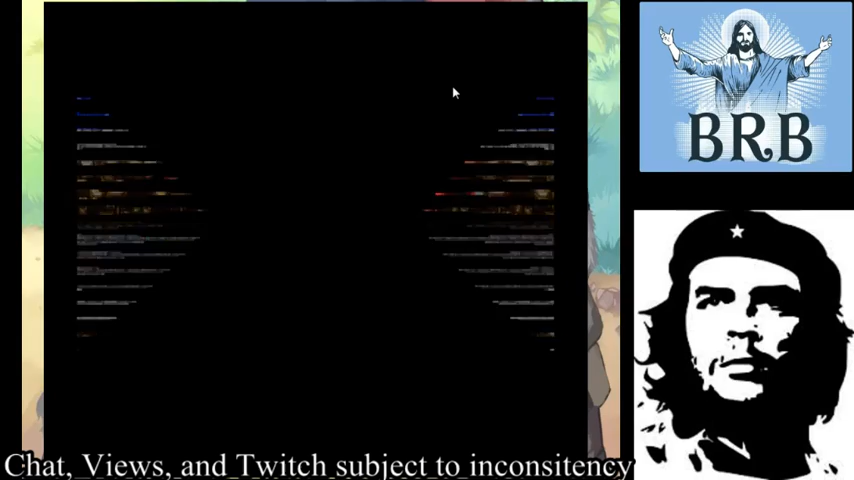 BRB
Chat, Views, and Twitch subject to inconsitency